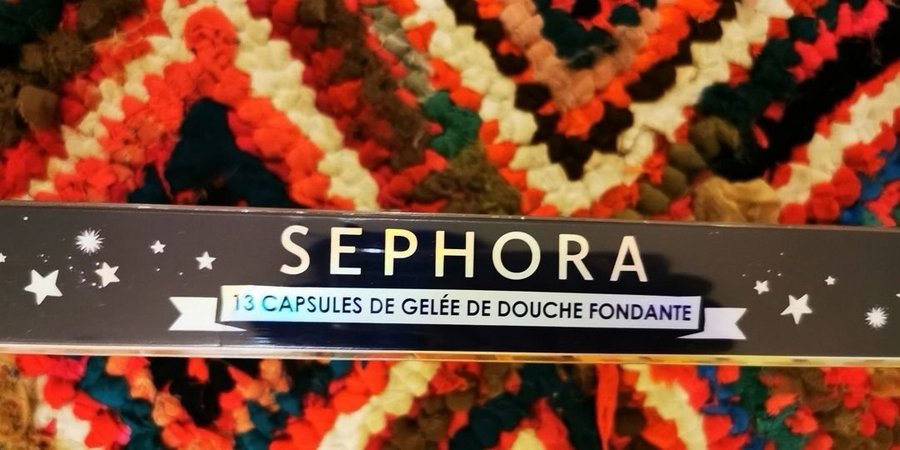 SEPHORA
13 CAPSULES DE GELÉE DE DOUCHE FONDANTE